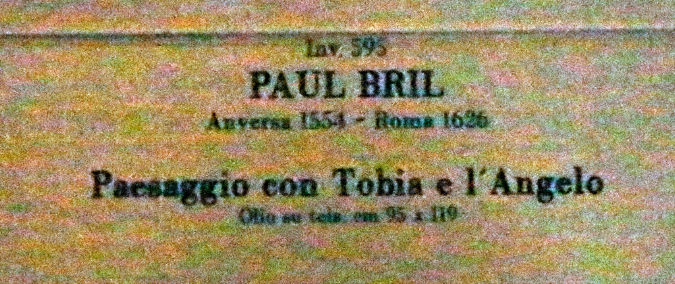 Inv. 595
PAUL BRIL
Anversa 1554 - Roma 1626
Paesaggio con Tobia e l'Angelo
Olio su tela. cm 95 x 119